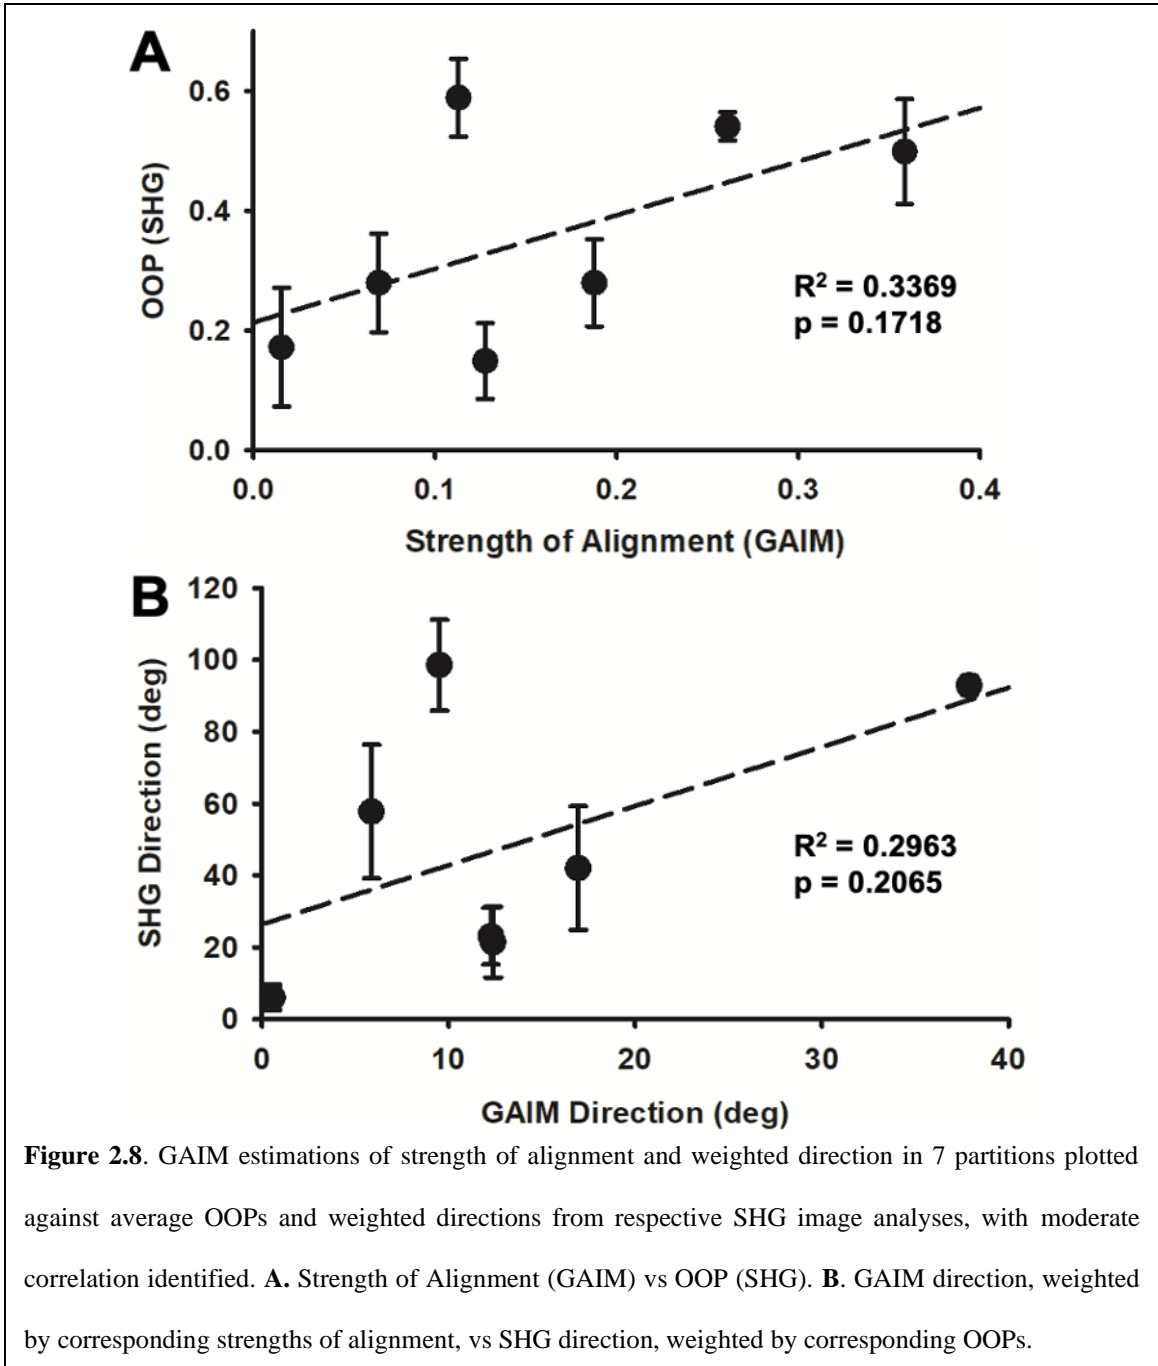 A
0.6
0.4
0.2
0.0
OOP (SHG)
R² = 0.3369
p = 0.1718
0.0 0.1 0.2 0.3 0.4
Strength of Alignment (GAIM)
B
120
100
80
60
40
20
0
SHG Direction (deg)
R² = 0.2963
p = 0.2065
0 10 20 30 40
GAIM Direction (deg)
Figure 2.8. GAIM estimations of strength of alignment and weighted direction in 7 partitions plotted
against average OOPs and weighted directions from respective SHG image analyses, with moderate
correlation identified. A. Strength of Alignment (GAIM) vs OOP (SHG). B. GAIM direction, weighted
by corresponding strengths of alignment, vs SHG direction, weighted by corresponding OOPs.